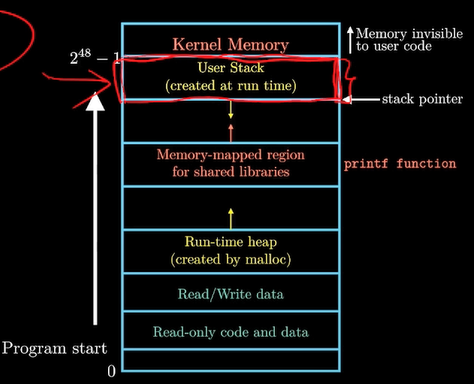 Kernel Memory
Memory invisible
to user code
2^48 − 1
User Stack
(created at run time)
stack pointer
Memory-mapped region
for shared libraries
printf function
Run-time heap
(created by malloc)
Read/Write data
Read-only code and data
Program start
0